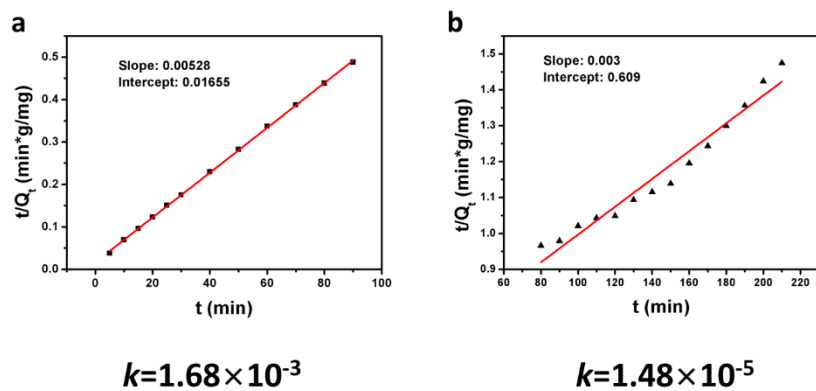 a
Slope: 0.00528
Intercept: 0.01655
0.5
0.4
0.3
0.2
0.1
0.0
t/Qt (min*g/mg)
0 20 40 60 80 100
t (min)
k=1.68×10-3
b
Slope: 0.003
Intercept: 0.609
1.5
1.4
1.3
1.2
1.1
1.0
0.9
t/Qt (min*g/mg)
60 80 100 120 140 160 180 200 220
t (min)
k=1.48×10-5